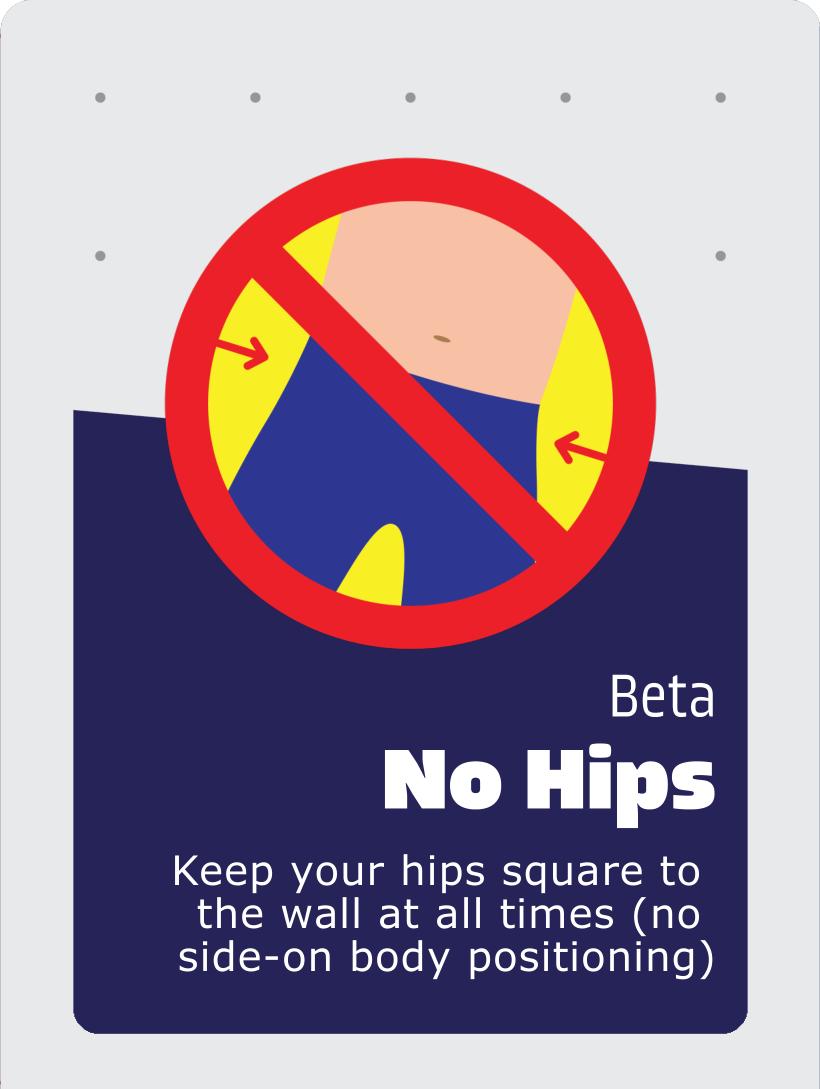 Beta
No Hips
Keep your hips square to
the wall at all times (no
side-on body positioning)